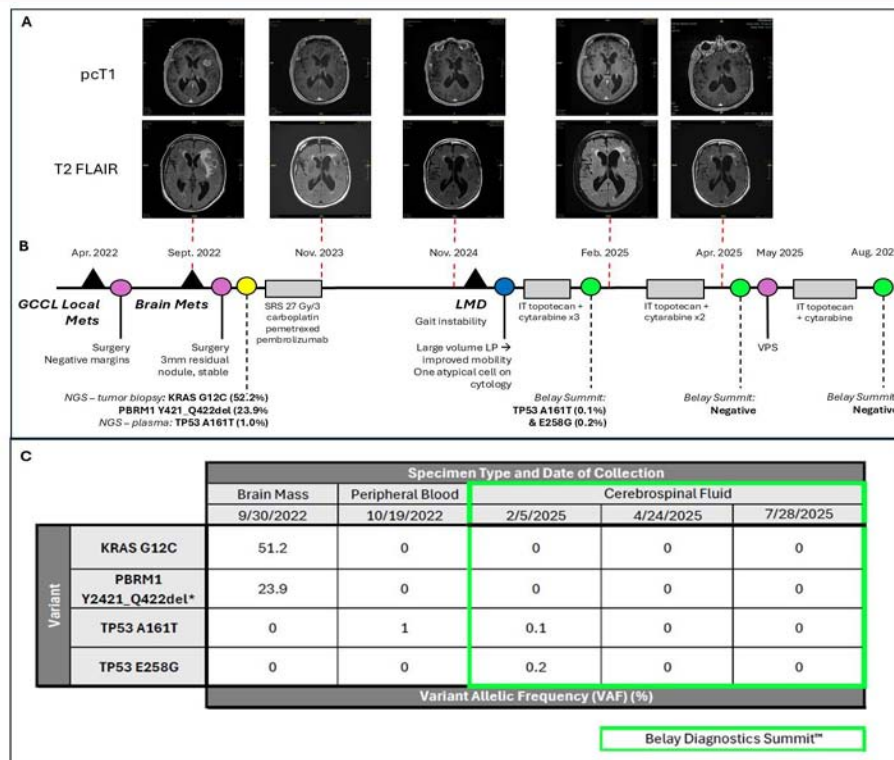 A
pcT1
T2 FLAIR
B
Apr. 2022
Sept. 2022
Nov. 2023
Nov. 2024
Feb. 2025
Apr. 2025
May 2025
Aug. 202
GCCL Local
Mets
Brain Mets
LMD
SRS 27 Gy/3
carboplatin
pemetrexed
pembrolizumab
Gait instability
IT topotecan +
cytarabine x3
IT topotecan +
cytarabine x2
IT topotecan
+ cytarabine
Surgery
Negative margins
Surgery
3mm residual
nodule, stable
Large volume LP →
Improved mobility
One atypical cell on
cytology
VPS
NGS – tumor biopsy: KRAS G12C (52.2%)
PBRM1 Y421_Q422del (23.9%)
NGS – plasma: TP53 A161T (1.0%)
Belay Summit:
TP53 A161T (0.1%)
& E258G (0.2%)
Belay Summit:
Negative
Belay Summit:
Negative
C
Specimen Type and Date of Collection
Brain Mass Peripheral Blood Cerebrospinal Fluid
9/30/2022 10/19/2022 2/5/2025 4/24/2025 7/28/2025
Variant
KRAS G12C 51.2 0 0 0 0
PBRM1
Y2421_Q422del* 23.9 0 0 0 0
TP53 A161T 0 1 0.1 0 0
TP53 E258G 0 0 0.2 0 0
Variant Allelic Frequency (VAF) (%)
Belay Diagnostics Summit™